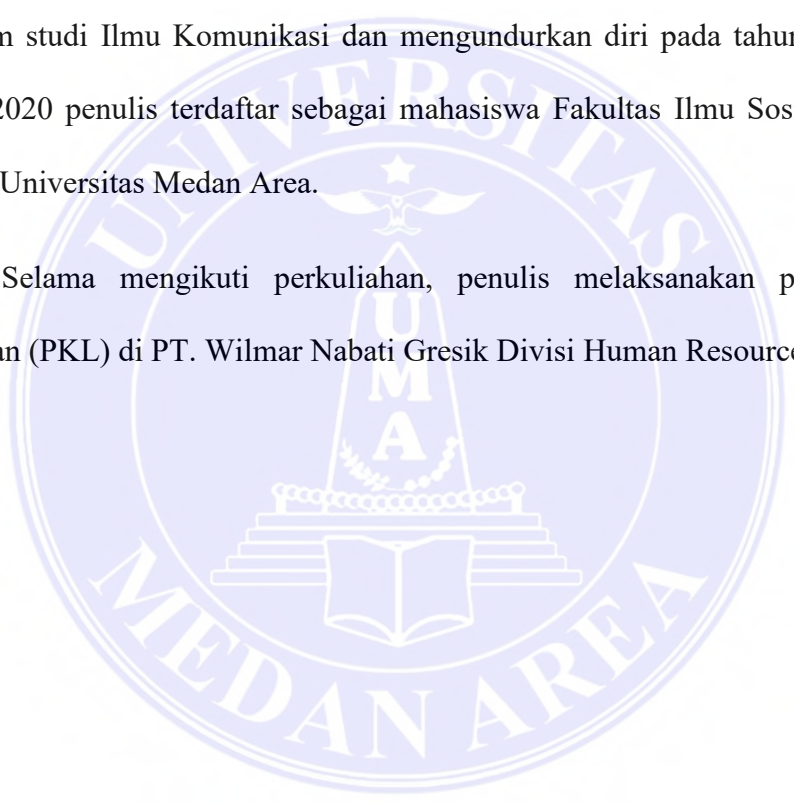 m studi Ilmu Komunikasi dan mengundurkan diri pada tahun
2020 penulis terdaftar sebagai mahasiswa Fakultas Ilmu Sos
Universitas Medan Area.
Selama mengikuti perkuliahan, penulis melaksanakan p
an (PKL) di PT. Wilmar Nabati Gresik Divisi Human Resource
UNIVERSITAS
UMA
MEDAN AREA